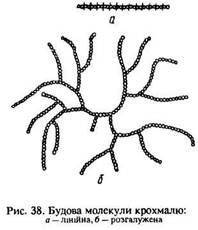 а
б
Рис. 38. Будова молекули крохмалю:
а — лінійна, б — розгалужена